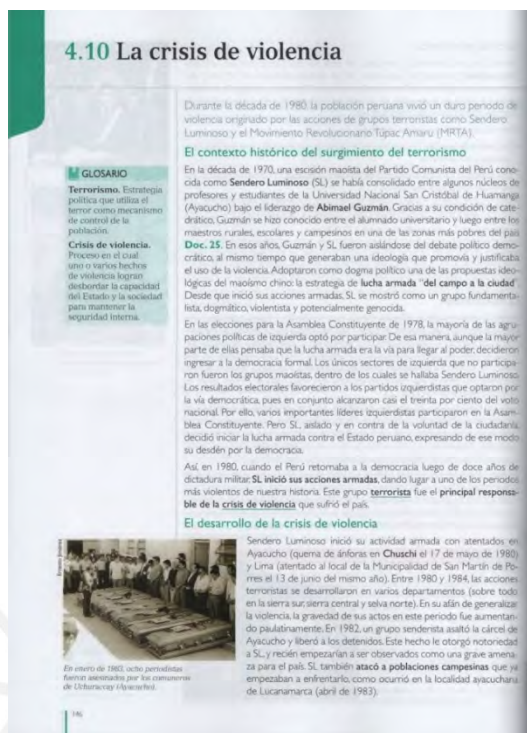 4.10 La crisis de violencia
Durante la década de 1980, la población peruana vivió un duro periodo de
violencia originado por las acciones de grupos terroristas como Sendero
Luminoso y el Movimiento Revolucionario Túpac Amaru (MRTA).
El contexto histórico del surgimiento del terrorismo
En la década de 1970, una escisión maoísta del Partido Comunista del Perú cono-
cida como Sendero Luminoso (SL) se había consolidado entre algunos núcleos de
profesores y estudiantes de la Universidad Nacional San Cristóbal de Huamanga
(Ayacucho) bajo el liderazgo de Abimael Guzmán. Gracias a su condición de cate-
drático, Guzmán se hizo conocido entre el alumnado universitario y luego entre los
maestros rurales, escolares y campesinos en una de las zonas más pobres del país
Doc. 25. En esos años, Guzmán y SL fueron aislándose del debate político demo-
crático, al mismo tiempo que generaban una ideología que promovía y justificaba
el uso de la violencia. Adoptaron como dogma político una de las propuestas ideo-
lógicas del maoísmo chino: la estrategia de lucha armada "del campo a la ciudad".
Desde que inició sus acciones armadas, SL se mostró como un grupo fundamenta-
lista, dogmático, violentista y potencialmente genocida.
En las elecciones para la Asamblea Constituyente de 1978, la mayoría de las agru-
paciones políticas de izquierda optó por participar. De esa manera, aunque la mayor
parte de ellas pensaba que la lucha armada era la vía para llegar al poder, decidieron
ingresar a la democracia formal. Los únicos sectores de izquierda que no participa-
ron fueron los grupos maoístas, dentro de los cuales se hallaba Sendero Luminoso.
Los resultados electorales favorecieron a los partidos izquierdistas que optaron por
la vía democrática, pues en conjunto alcanzaron casi el treinta por ciento del voto
nacional. Por ello, varios importantes líderes izquierdistas participaron en la Asam-
blea Constituyente. Pero SL, aislado y en contra de la voluntad de la ciudadanía,
decidió iniciar la lucha armada contra el Estado peruano, expresando de ese modo
su desdén por la democracia.
Así, en 1980, cuando el Perú retornaba a la democracia luego de doce años de
dictadura militar, SL inició sus acciones armadas, dando lugar a uno de los periodos
más violentos de nuestra historia. Este grupo terrorista fue el principal responsa-
ble de la crisis de violencia que sufrió el país.
El desarrollo de la crisis de violencia
Sendero Luminoso inició su actividad armada con atentados en
Ayacucho (quema de ánforas en Chuschi el 17 de mayo de 1980)
y Lima (atentado al local de la Municipalidad de San Martín de Po-
rres el 13 de junio del mismo año). Entre 1980 y 1984, las acciones
terroristas se desarrollaron en varios departamentos (sobre todo
en la sierra sur, sierra central y selva norte). En su afán de generalizar
la violencia, la gravedad de sus actos en este periodo fue aumentan-
do paulatinamente. En 1982, un grupo senderista asaltó la cárcel de
Ayacucho y liberó a los detenidos. Este hecho le otorgó notoriedad
a SL, y recién empezarían a ser observados como una grave amena-
za para el país. SL también atacó a poblaciones campesinas que ya
empezaban a enfrentarlo, como ocurrió en la localidad ayacuchana
de Lucanamarca (abril de 1983).
GLOSARIO
Terrorismo. Estrategia
política que utiliza el
terror como mecanismo
de control de la
población.
Crisis de violencia.
Proceso en el cual
uno o varios hechos
de violencia logran
desbordar la capacidad
del Estado y la sociedad
para mantener la
seguridad interna.
En enero de 1983, ocho periodistas
fueron asesinados por los comuneros
de Uchuraccay (Ayacucho).
146